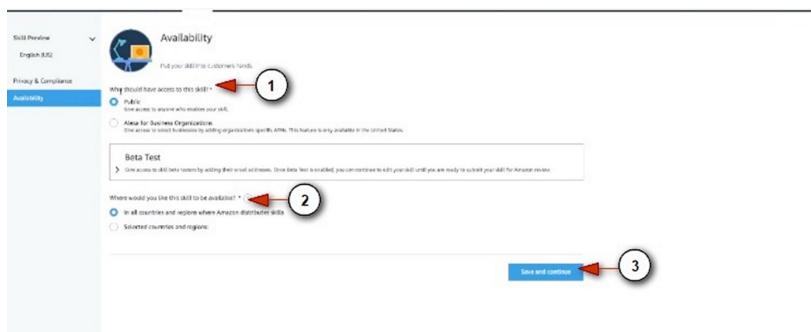 Skill Preview
English (US)
Privacy & Compliance
Availability
Availability
Put your skill into customers hands.
Who should have access to this skill? *
1
Public
Give access to anyone who enables your skill.
Alexa for Business Organizations
Give access to select businesses by adding organizations specific ARNs. This feature is only available in the United States.
Beta Test
Give access to skill beta testers by adding their email addresses. Once Beta Test is enabled, you can continue to edit your skill until you are ready to submit your skill for Amazon review.
Where would you like this skill to be available? *
2
In all countries and regions where Amazon distributes skills
Selected countries and regions:
Save and continue
3